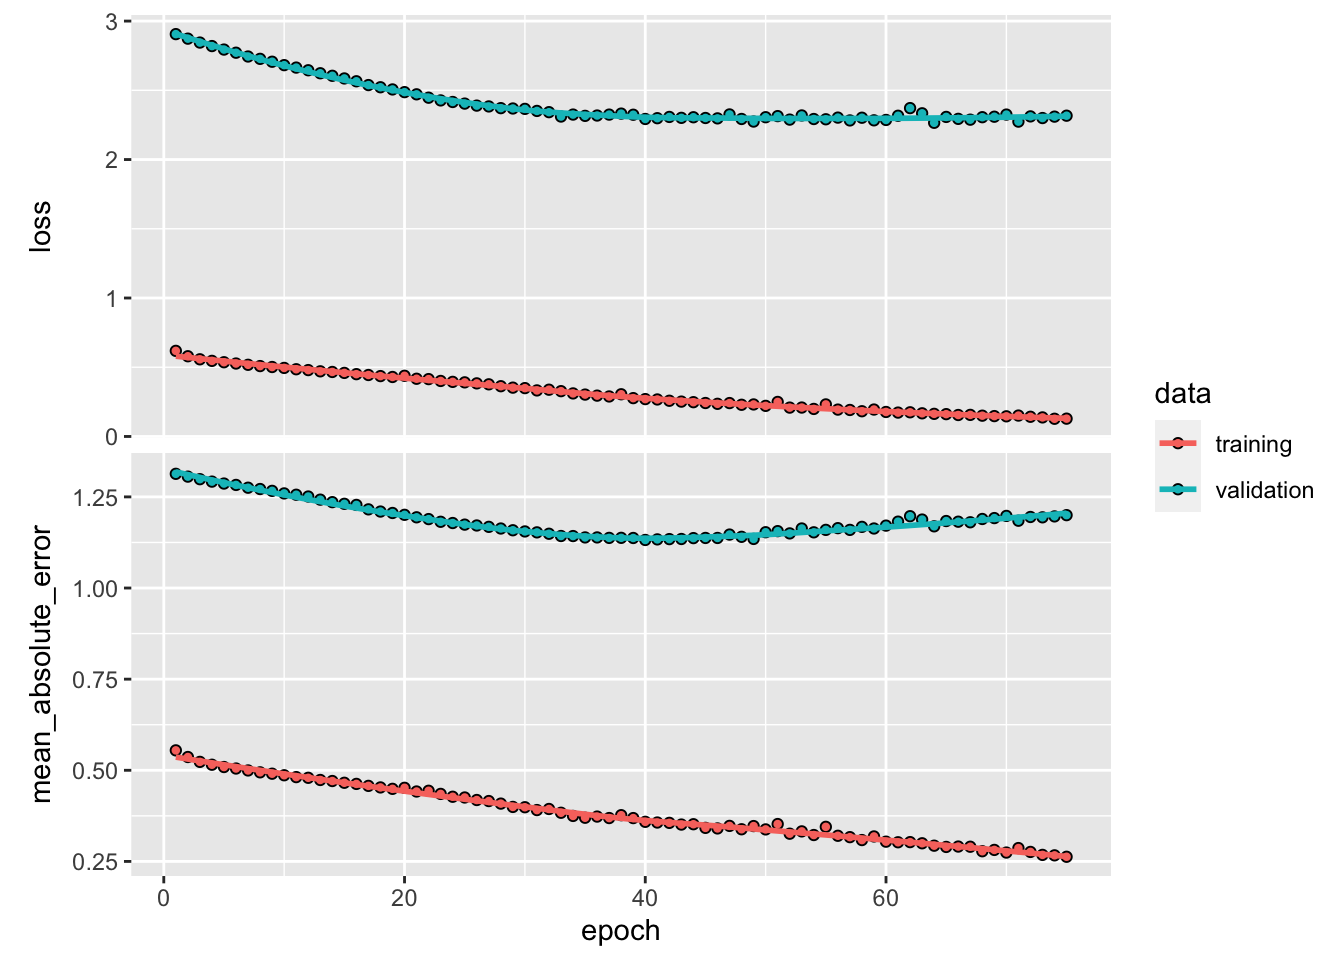 3
2
1
0
loss
1.25
1.00
0.75
0.50
0.25
mean_absolute_error
0 20 40 60
epoch
data
training
validation